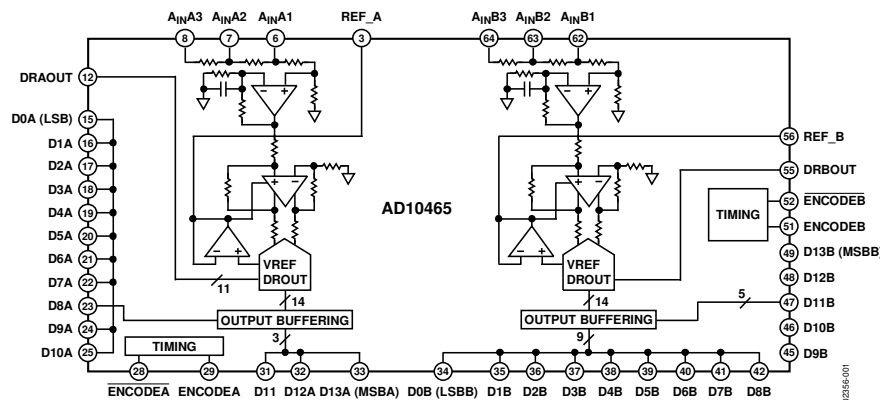 AINA3 AINA2 AINA1 REF_A AINB3 AINB2 AINB1
8 7 6 3 64 63 62
DRAOUT 12
D0A (LSB) 15
D1A 16
D2A 17
D3A 18
D4A 19
D5A 20
D6A 21
D7A 22
D8A 23
D9A 24
D10A 25
− +
+ −
− +
VREF
DROUT
11
14
OUTPUT BUFFERING
3
TIMING
AD10465
− +
+ −
− +
VREF
DROUT
14
OUTPUT BUFFERING
9
5
TIMING
56 REF_B
55 DRBOUT
52 ENCODEB
51 ENCODEB
49 D13B (MSBB)
48 D12B
47 D11B
46 D10B
45 D9B
28 29 31 32 33 34 35 36 37 38 39 40 41 42
ENCODEA ENCODEA D11 D12A D13A (MSBA) D0B (LSBB) D1B D2B D3B D4B D5B D6B D7B D8B
02356-001